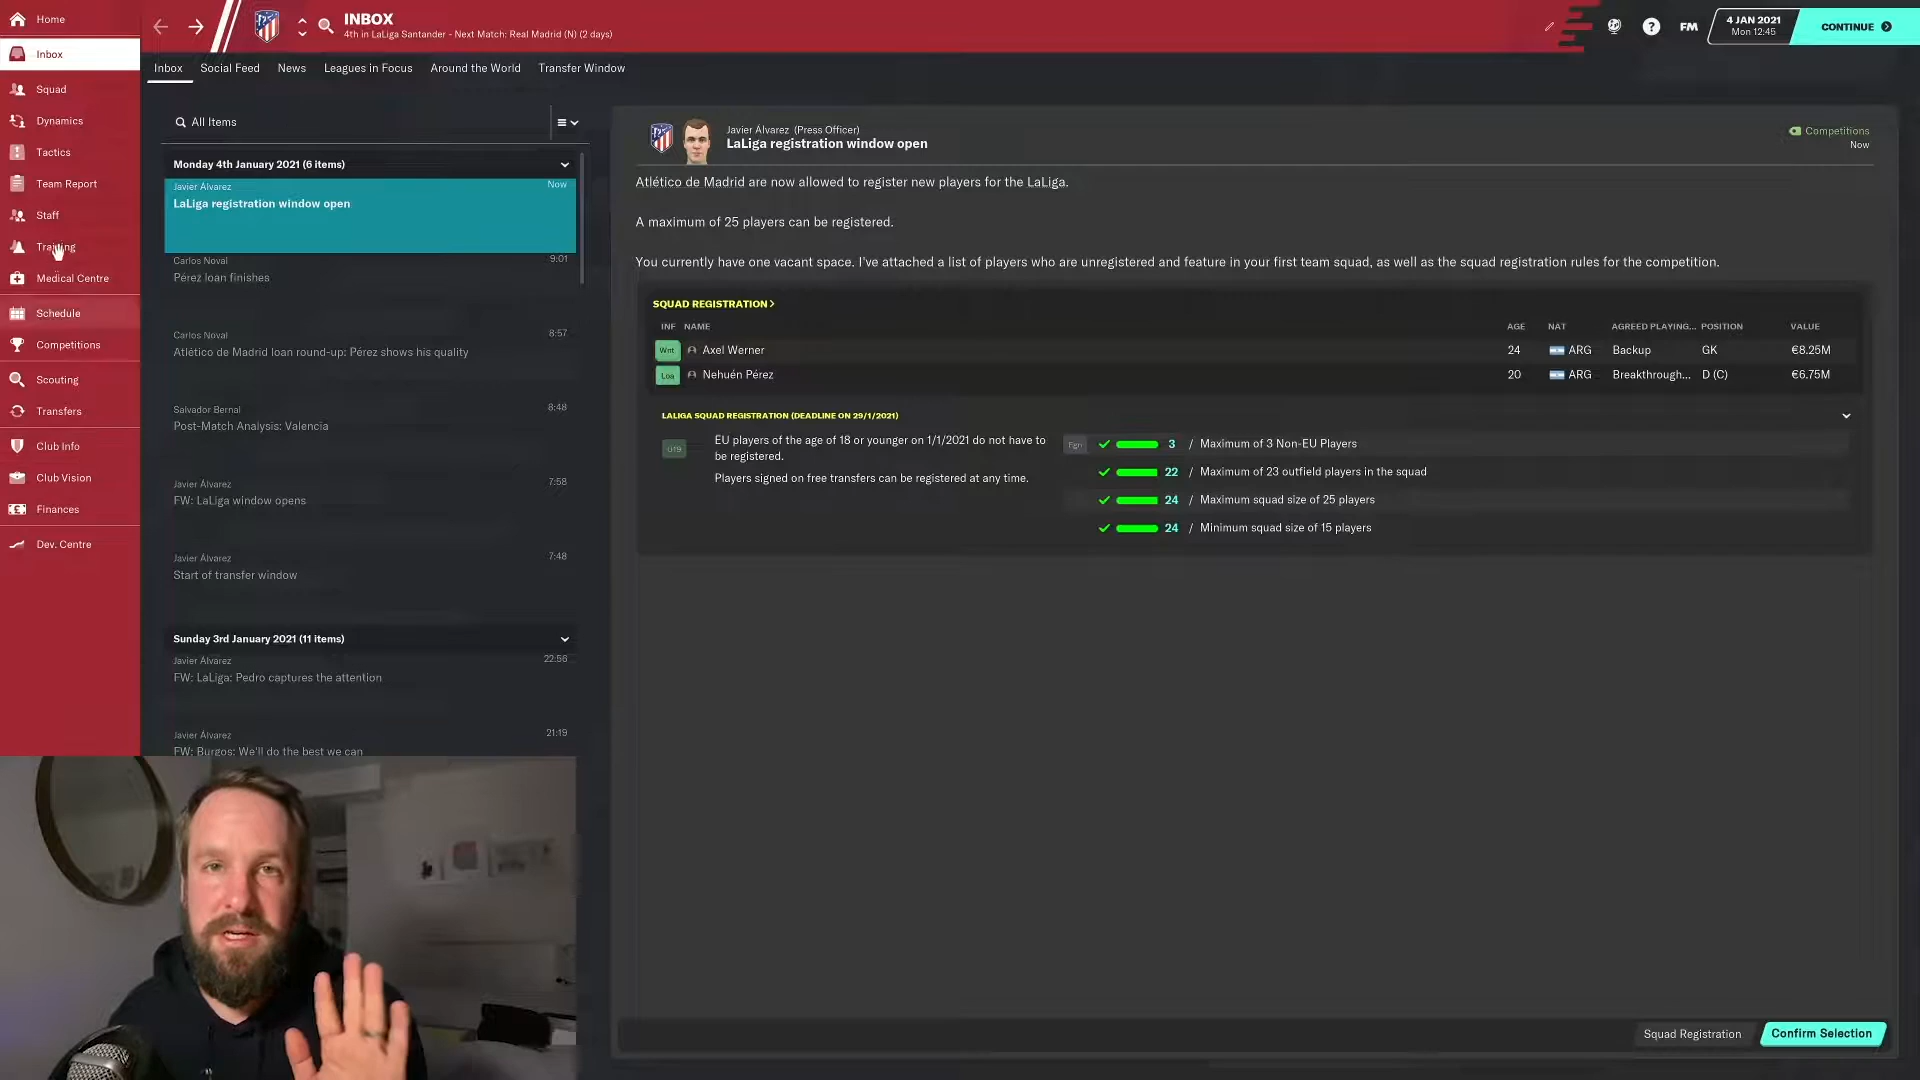 Home
Inbox
Squad
Dynamics
Tactics
Team Report
Staff
Training
Medical Centre
Schedule
Competitions
Scouting
Transfers
Club Info
Club Vision
Finances
Dev. Centre
INBOX
4th in LaLiga Santander - Next Match: Real Madrid (N) (2 days)
FM
4 JAN 2021
Mon 12:45
CONTINUE
Inbox Social Feed News Leagues in Focus Around the World Transfer Window
All Items
Monday 4th January 2021 (6 items)
Javier Álvarez Now
LaLiga registration window open
Carlos Noval 9:01
Pérez loan finishes
Carlos Noval 8:57
Atlético de Madrid loan round-up: Pérez shows his quality
Salvador Bernal 8:48
Post-Match Analysis: Valencia
Javier Álvarez 7:58
FW: LaLiga window opens
Javier Álvarez 7:48
Start of transfer window
Sunday 3rd January 2021 (11 items)
Javier Álvarez 22:56
FW: LaLiga: Pedro captures the attention
Javier Álvarez 21:19
FW: Burgos: We'll do the best we can
Javier Álvarez (Press Officer)
LaLiga registration window open
Competitions
Now
Atlético de Madrid are now allowed to register new players for the LaLiga.
A maximum of 25 players can be registered.
You currently have one vacant space. I've attached a list of players who are unregistered and feature in your first team squad, as well as the squad registration rules for the competition.
SQUAD REGISTRATION >
INF NAME AGE NAT AGREED PLAYING... POSITION VALUE
Wnt Axel Werner 24 ARG Backup GK €8.25M
Loa Nehuén Pérez 20 ARG Breakthrough... D (C) €6.75M
LALIGA SQUAD REGISTRATION (DEADLINE ON 29/1/2021)
U19 EU players of the age of 18 or younger on 1/1/2021 do not have to
be registered.
Players signed on free transfers can be registered at any time.
Fgn 3 / Maximum of 3 Non-EU Players
22 / Maximum of 23 outfield players in the squad
24 / Maximum squad size of 25 players
24 / Minimum squad size of 15 players
Squad Registration
Confirm Selection